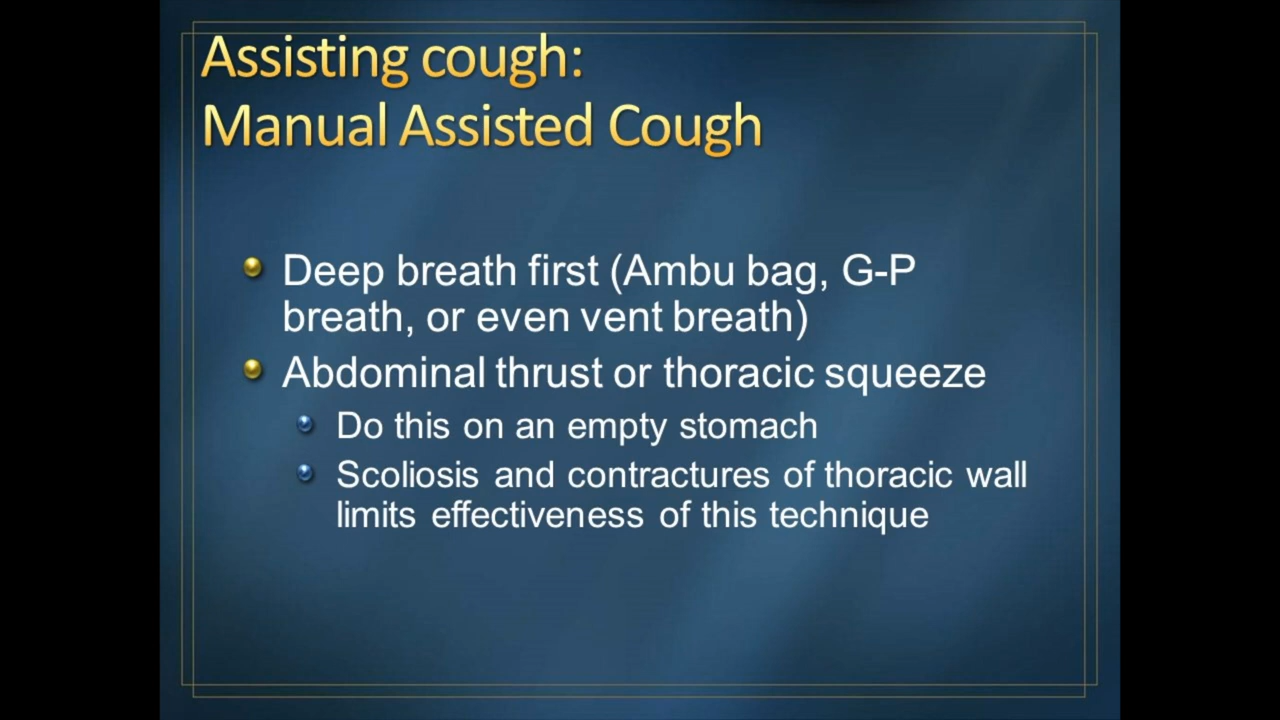 Assisting cough:
Manual Assisted Cough
Deep breath first (Ambu bag, G-P
breath, or even vent breath)
Abdominal thrust or thoracic squeeze
Do this on an empty stomach
Scoliosis and contractures of thoracic wall
limits effectiveness of this technique